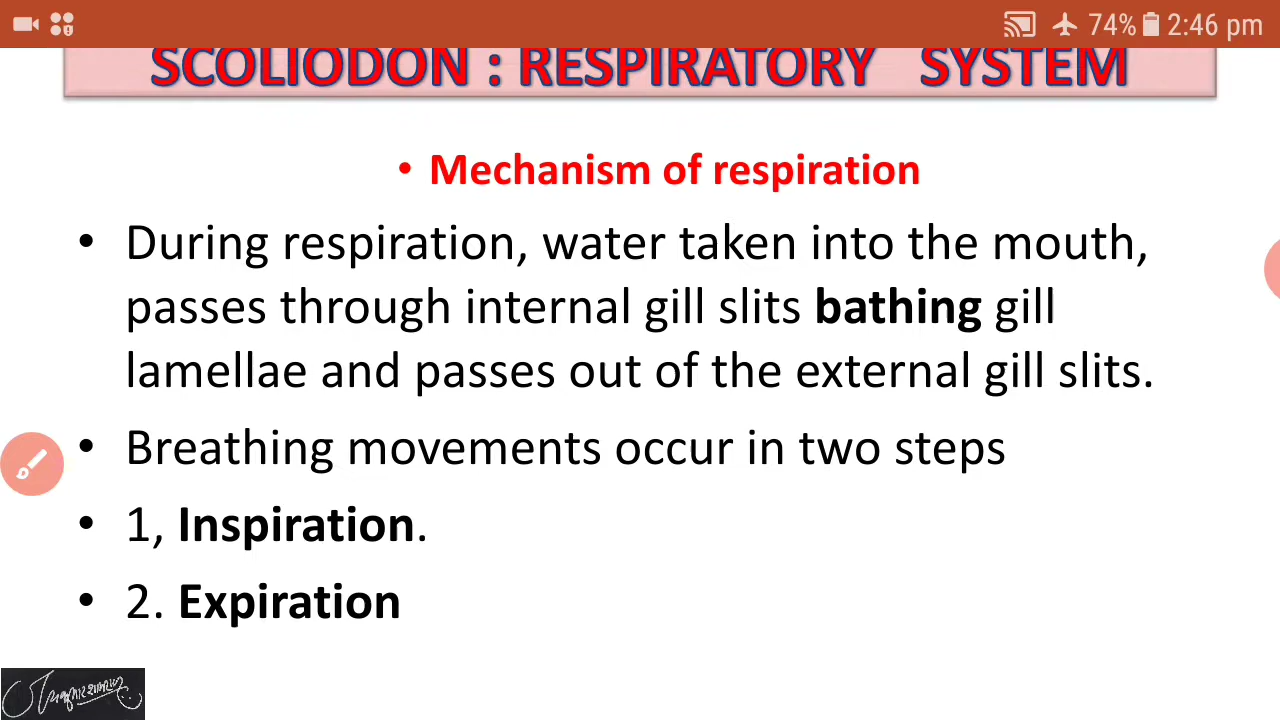 74% 2:46 pm
SCOLIODON : RESPIRATORY SYSTEM
• Mechanism of respiration
• During respiration, water taken into the mouth,
passes through internal gill slits bathing gill
lamellae and passes out of the external gill slits.
• Breathing movements occur in two steps
• 1, Inspiration.
• 2. Expiration